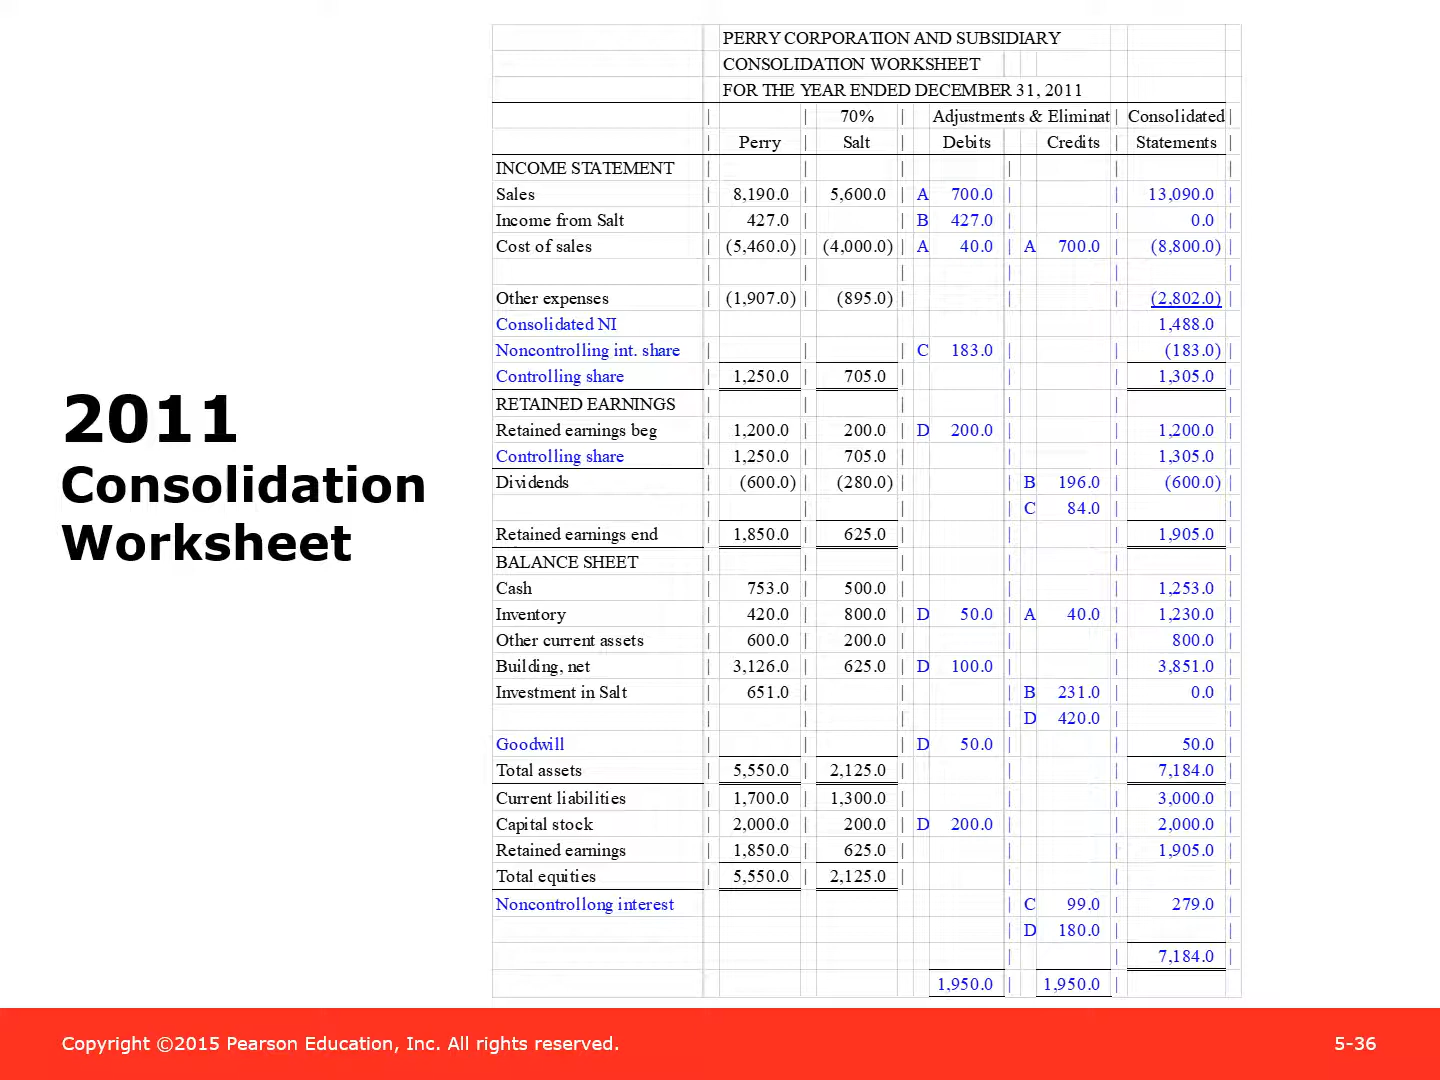 2011
Consolidation
Worksheet
PERRY CORPORATION AND SUBSIDIARY
CONSOLIDATION WORKSHEET
FOR THE YEAR ENDED DECEMBER 31, 2011
| | 70% | Adjustments & Eliminat | Consolidated |
| Perry | Salt | Debits | Credits | Statements |
INCOME STATEMENT | | | | | |
Sales | 8,190.0 | 5,600.0 | A 700.0 | | 13,090.0 |
Income from Salt | 427.0 | | B 427.0 | | 0.0 |
Cost of sales | (5,460.0) | (4,000.0) | A 40.0 | A 700.0 | (8,800.0) |
| | | | | |
Other expenses | (1,907.0) | (895.0) | | | (2,802.0) |
Consolidated NI 1,488.0
Noncontrolling int. share | | | C 183.0 | | (183.0) |
Controlling share | 1,250.0 | 705.0 | | | 1,305.0 |
RETAINED EARNINGS | | | | | |
Retained earnings beg | 1,200.0 | 200.0 | D 200.0 | | 1,200.0 |
Controlling share | 1,250.0 | 705.0 | | | 1,305.0 |
Dividends | (600.0) | (280.0) | | B 196.0 | (600.0) |
| | | | C 84.0 | |
Retained earnings end | 1,850.0 | 625.0 | | | 1,905.0 |
BALANCE SHEET | | | | | |
Cash | 753.0 | 500.0 | | | 1,253.0 |
Inventory | 420.0 | 800.0 | D 50.0 | A 40.0 | 1,230.0 |
Other current assets | 600.0 | 200.0 | | | 800.0 |
Building, net | 3,126.0 | 625.0 | D 100.0 | | 3,851.0 |
Investment in Salt | 651.0 | | | B 231.0 | 0.0 |
| | | | D 420.0 | |
Goodwill | | | D 50.0 | | 50.0 |
Total assets | 5,550.0 | 2,125.0 | | | 7,184.0 |
Current liabilities | 1,700.0 | 1,300.0 | | | 3,000.0 |
Capital stock | 2,000.0 | 200.0 | D 200.0 | | 2,000.0 |
Retained earnings | 1,850.0 | 625.0 | | | 1,905.0 |
Total equities | 5,550.0 | 2,125.0 | | | |
Noncontrollong interest | C 99.0 | 279.0 |
| D 180.0 | |
| | 7,184.0 |
1,950.0 | 1,950.0 |
Copyright ©2015 Pearson Education, Inc. All rights reserved.
5-36